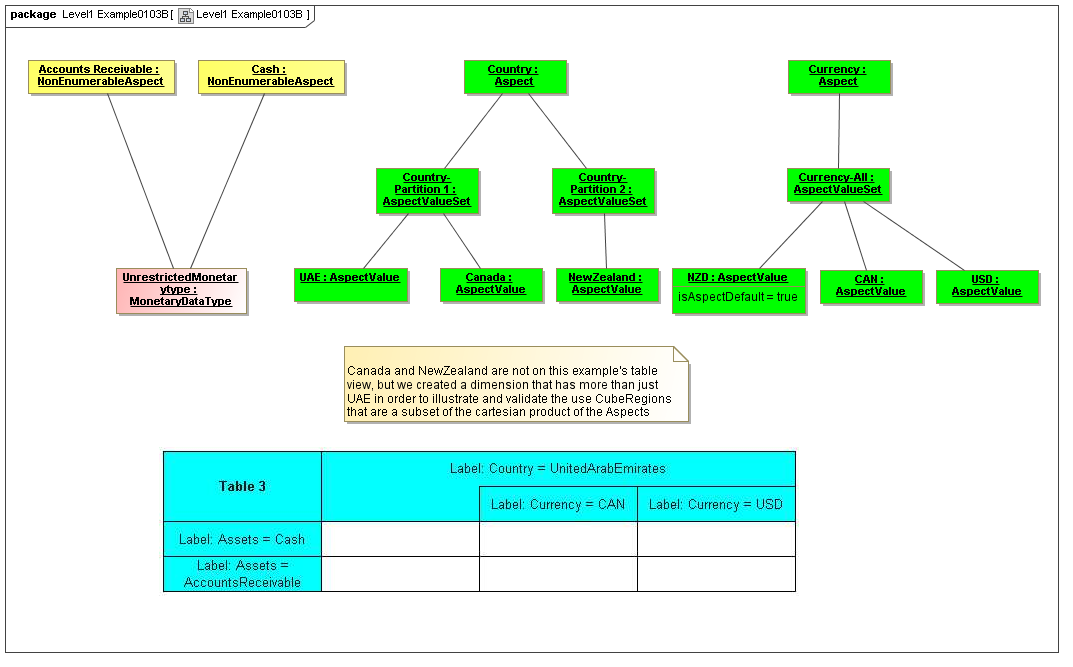 package Level1 Example0103B [ Level1 Example0103B ]
Accounts Receivable :
NonEnumerableAspect
Cash :
NonEnumerableAspect
Country :
Aspect
Currency :
Aspect
Country-
Partition 1 :
AspectValueSet
Country-
Partition 2 :
AspectValueSet
Currency-All :
AspectValueSet
UnrestrictedMonetar
ytype :
MonetaryDataType
UAE : AspectValue
Canada :
AspectValue
NewZealand :
AspectValue
NZD : AspectValue
isAspectDefault = true
CAN :
AspectValue
USD :
AspectValue
Canada and NewZealand are not on this example's table
view, but we created a dimension that has more than just
UAE in order to illustrate and validate the use CubeRegions
that are a subset of the cartesian product of the Aspects
Table 3
Label: Country = UnitedArabEmirates
Label: Currency = CAN
Label: Currency = USD
Label: Assets = Cash
Label: Assets =
AccountsReceivable